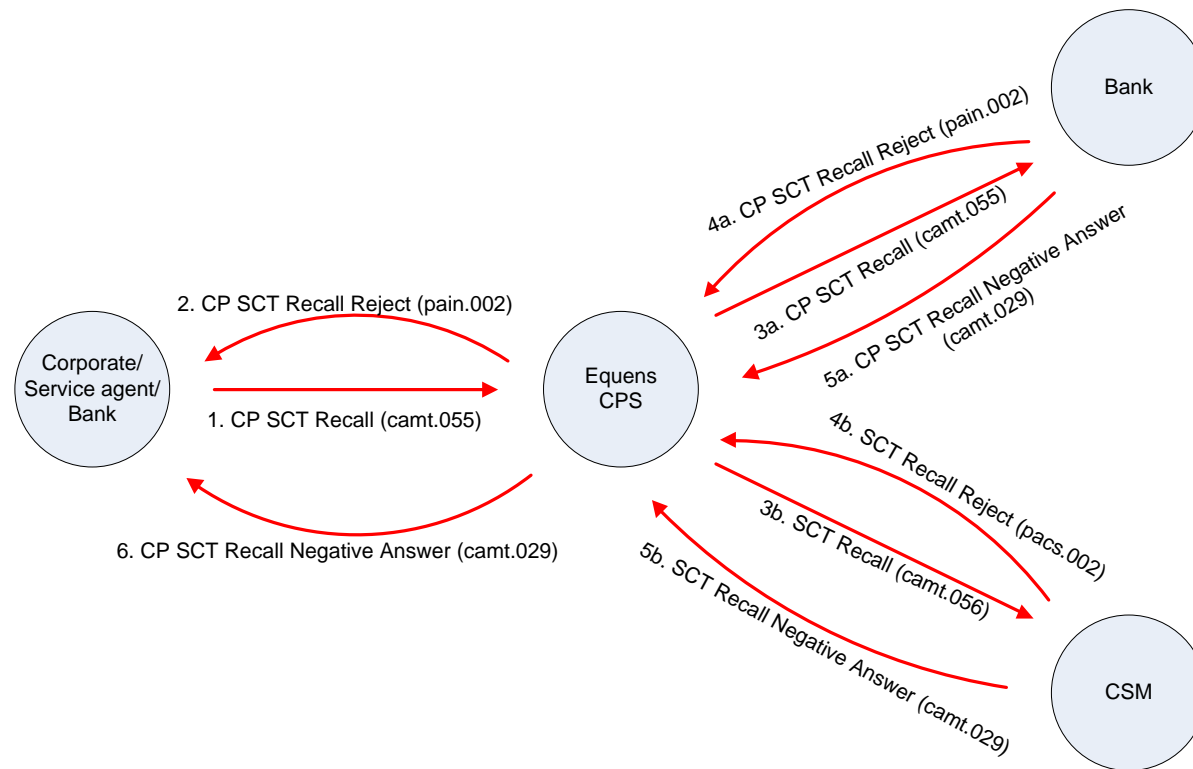 Bank
4a. CP SCT Recall Reject (pain.002)
3a. CP SCT Recall (camt.055)
5a. CP SCT Recall Negative Answer
(camt.029)
2. CP SCT Recall Reject (pain.002)
Corporate/
Service agent/
Bank
1. CP SCT Recall (camt.055)
Equens
CPS
6. CP SCT Recall Negative Answer (camt.029)
4b. SCT Recall Reject (pacs.002)
3b. SCT Recall (camt.056)
5b. SCT Recall Negative Answer (camt.029)
CSM